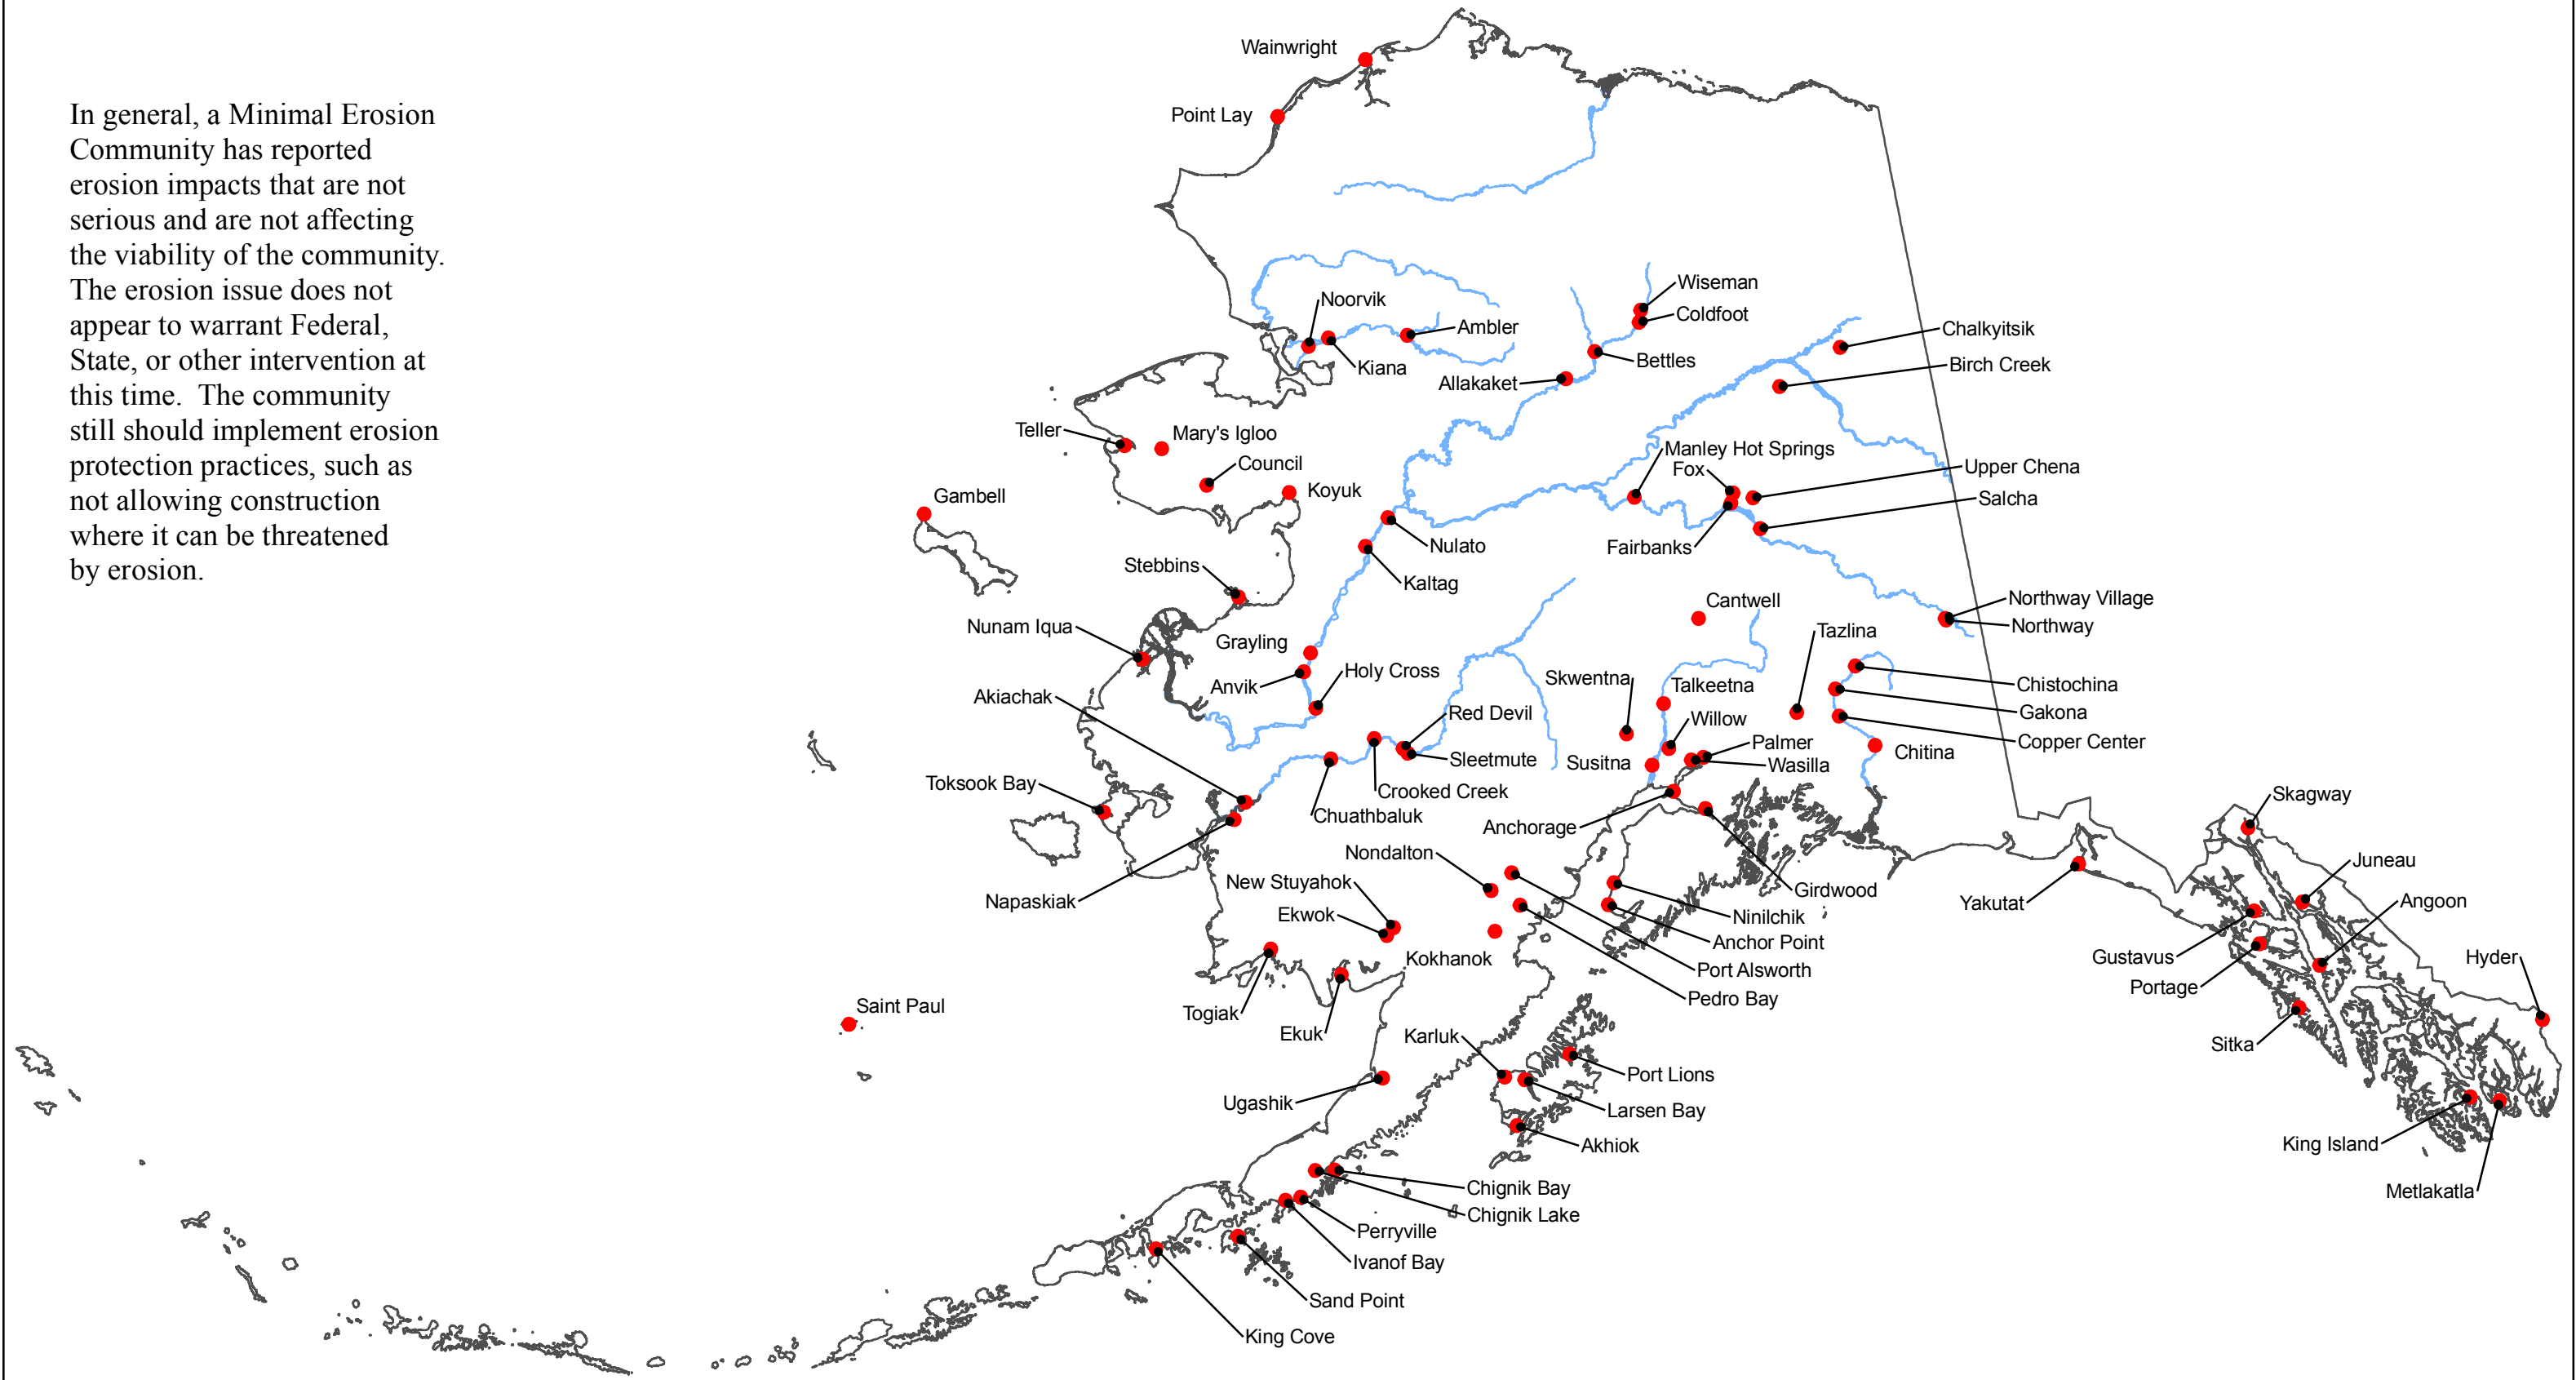 In general, a Minimal Erosion
Community has reported
erosion impacts that are not
serious and are not affecting
the viability of the community.
The erosion issue does not
appear to warrant Federal,
State, or other intervention at
this time.  The community
still should implement erosion
protection practices, such as
not allowing construction
where it can be threatened
by erosion.
Wainwright
Point Lay
Wiseman
Noorvik
Coldfoot
Ambler
Chalkyitsik
Bettles
Birch Creek
Kiana
Allakaket
Teller
Mary's Igloo
Manley Hot Springs
Council
Fox
Upper Chena
Koyuk
Gambell
Salcha
Nulato
Fairbanks
Stebbins
Kaltag
Cantwell
Northway Village
Nunam Iqua
Northway
Tazlina
Grayling
Holy Cross
Skwentna
Anvik
Talkeetna
Chistochina
Akiachak
Red Devil
Willow
Gakona
Palmer
Copper Center
Sleetmute
Susitna
Wasilla
Chitina
Toksook Bay
Crooked Creek
Skagway
Chuathbaluk
Anchorage
Nondalton
Juneau
New Stuyahok
Girdwood
Napaskiak
Yakutat
Angoon
Ekwok
Ninilchik
Anchor Point
Kokhanok
Gustavus
Hyder
Port Alsworth
Portage
Pedro Bay
Saint Paul
Togiak
Ekuk
Karluk
Sitka
Port Lions
Ugashik
Larsen Bay
Akhiok
King Island
Chignik Bay
Metlakatla
Chignik Lake
Perryville
Ivanof Bay
Sand Point
King Cove